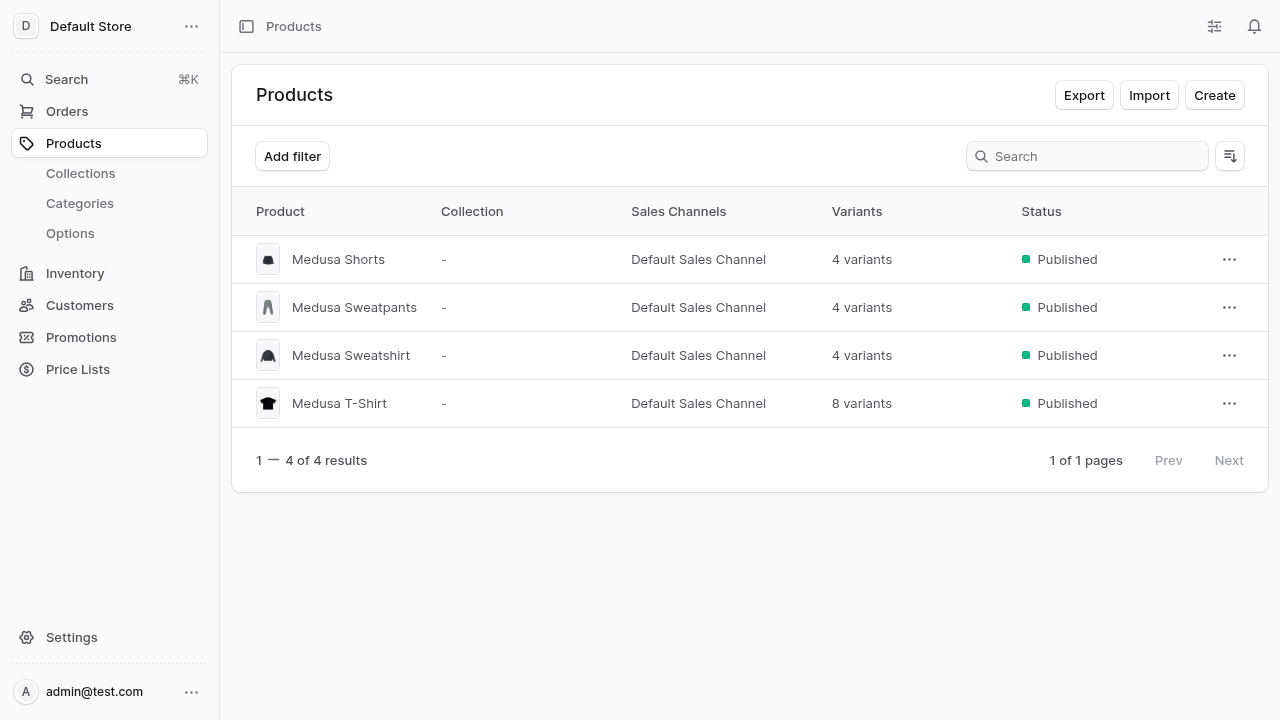 D Default Store
Products
Search ⌘K
Orders
Products
Collections
Categories
Options
Inventory
Customers
Promotions
Price Lists
Settings
A admin@test.com
Products
Export Import Create
Add filter
Search
Product Collection Sales Channels Variants Status
Medusa Shorts - Default Sales Channel 4 variants Published
Medusa Sweatpants - Default Sales Channel 4 variants Published
Medusa Sweatshirt - Default Sales Channel 4 variants Published
Medusa T-Shirt - Default Sales Channel 8 variants Published
1 — 4 of 4 results
1 of 1 pages Prev Next